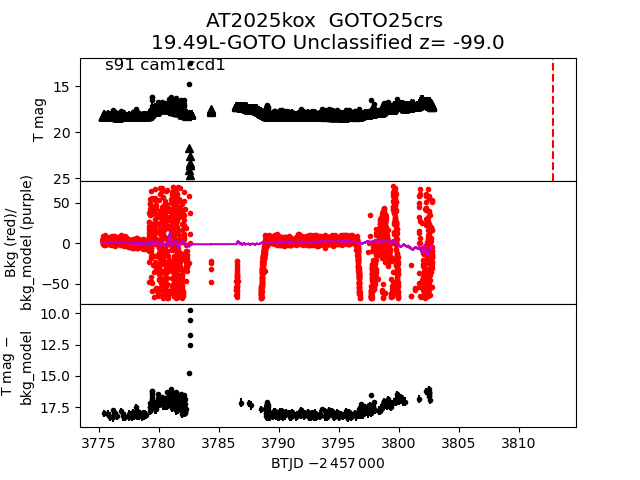 AT2025kox  GOTO25crs
19.49L-GOTO Unclassified z= -99.0
s91 cam1ccd1
T mag
15
20
25
Bkg (red)/
bkg_model (purple)
50
0
−50
T mag −
bkg_model
10.0
12.5
15.0
17.5
3775 3780 3785 3790 3795 3800 3805 3810
BTJD −2 457 000